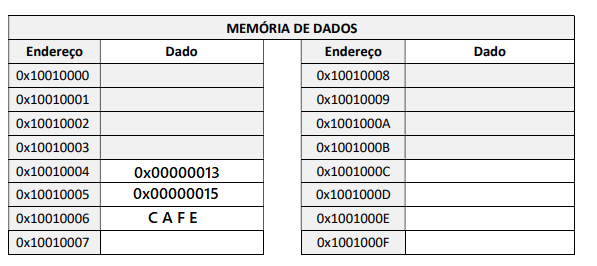 MEMÓRIA DE DADOS
Endereço Dado Endereço Dado
0x10010000 0x10010008
0x10010001 0x10010009
0x10010002 0x1001000A
0x10010003 0x1001000B
0x10010004 0x00000013 0x1001000C
0x10010005 0x00000015 0x1001000D
0x10010006 C A F E 0x1001000E
0x10010007 0x1001000F